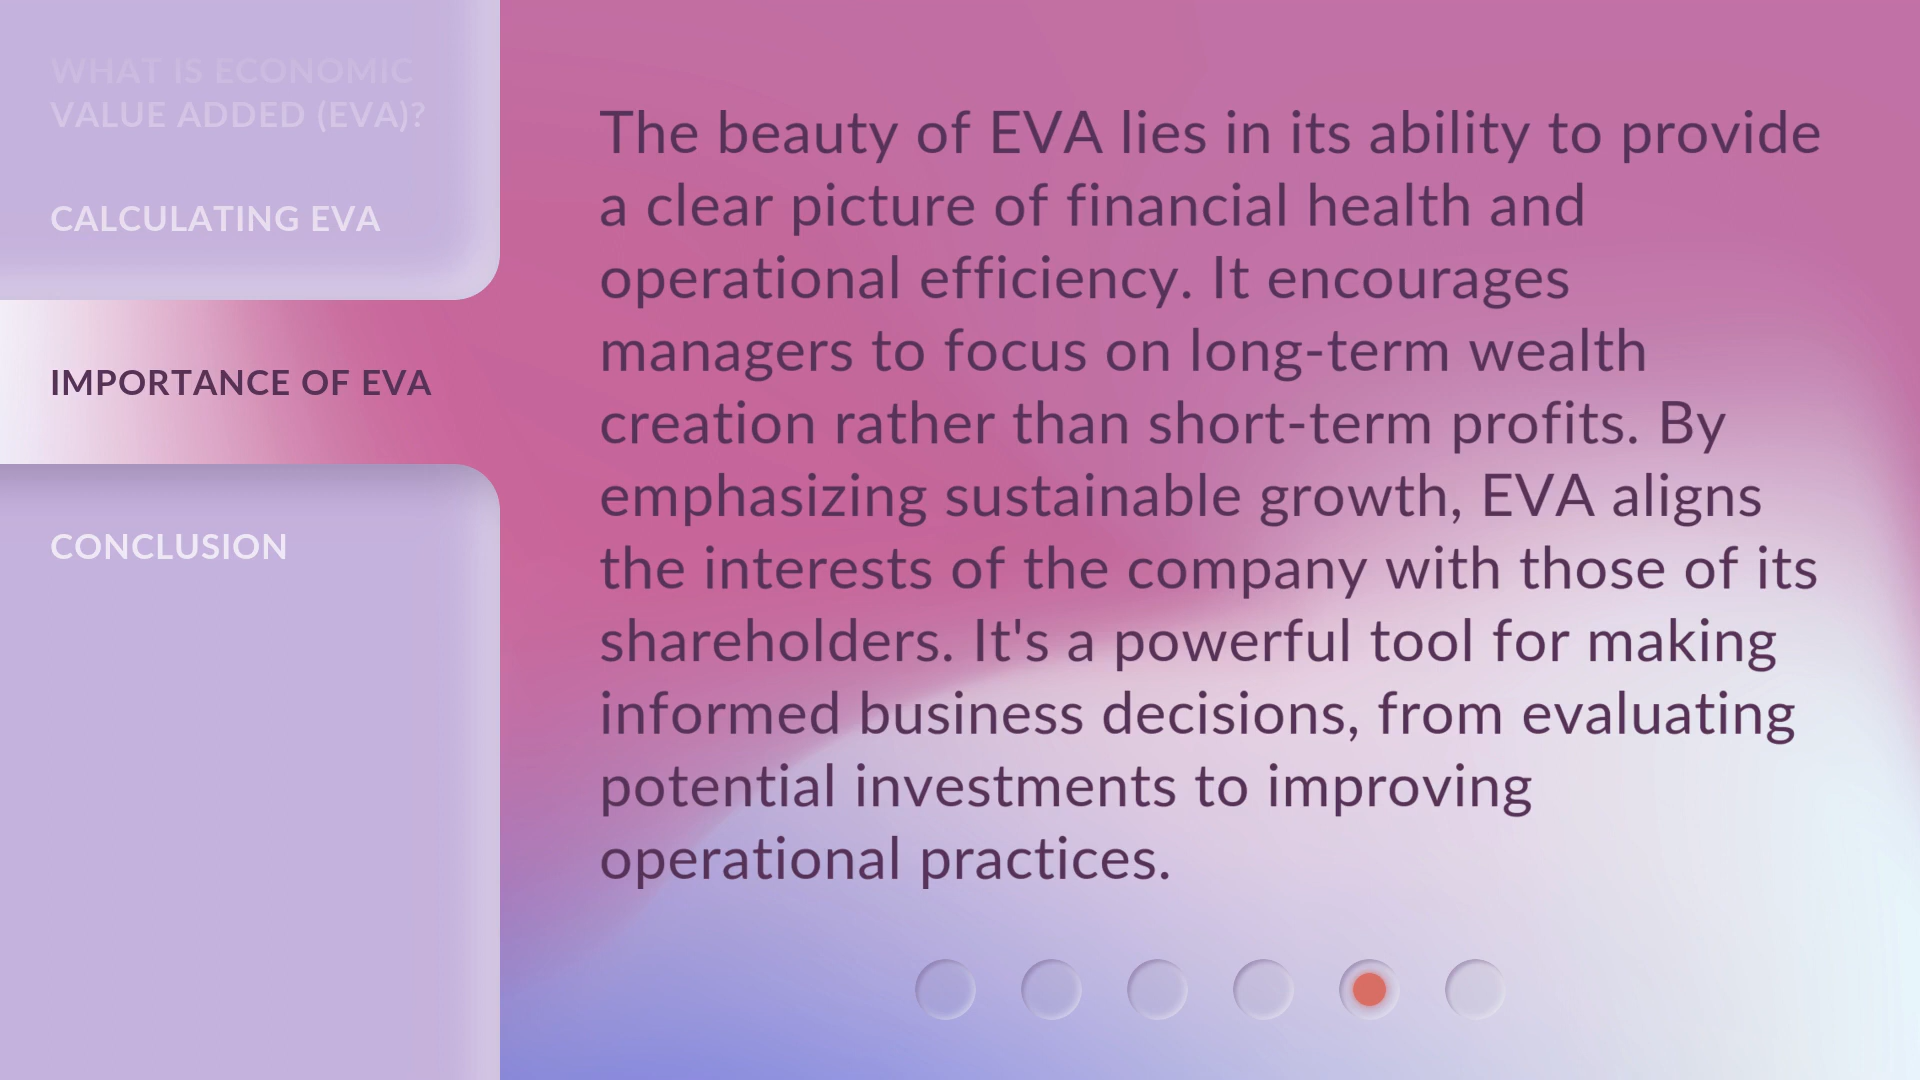 WHAT IS ECONOMIC
VALUE ADDED (EVA)?
CALCULATING EVA
IMPORTANCE OF EVA
CONCLUSION
The beauty of EVA lies in its ability to provide
a clear picture of financial health and
operational efficiency. It encourages
managers to focus on long-term wealth
creation rather than short-term profits. By
emphasizing sustainable growth, EVA aligns
the interests of the company with those of its
shareholders. It's a powerful tool for making
informed business decisions, from evaluating
potential investments to improving
operational practices.